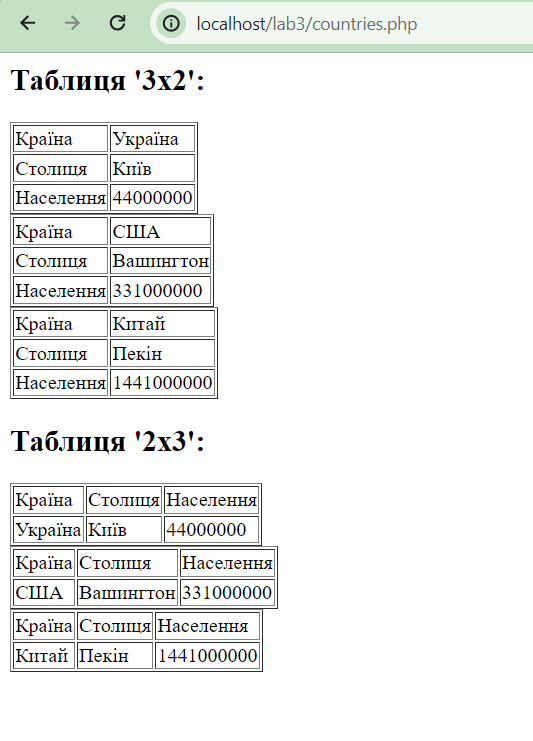 localhost/lab3/countries.php
Таблиця '3x2':
Країна Україна
Столиця Київ
Населення 44000000
Країна США
Столиця Вашингтон
Населення 331000000
Країна Китай
Столиця Пекін
Населення 1441000000
Таблиця '2x3':
Країна Столиця Населення
Україна Київ 44000000
Країна Столиця Населення
США Вашингтон 331000000
Країна Столиця Населення
Китай Пекін 1441000000